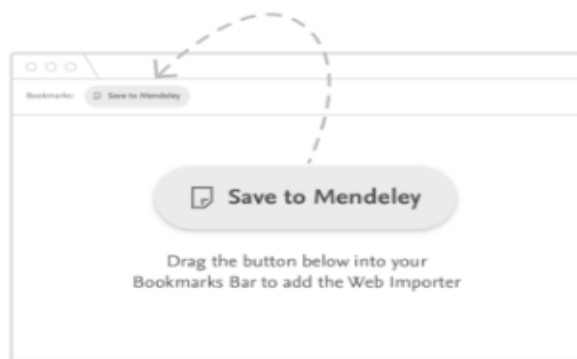 Bookmarks:
Save to Mendeley
Save to Mendeley
Drag the button below into your
Bookmarks Bar to add the Web Importer